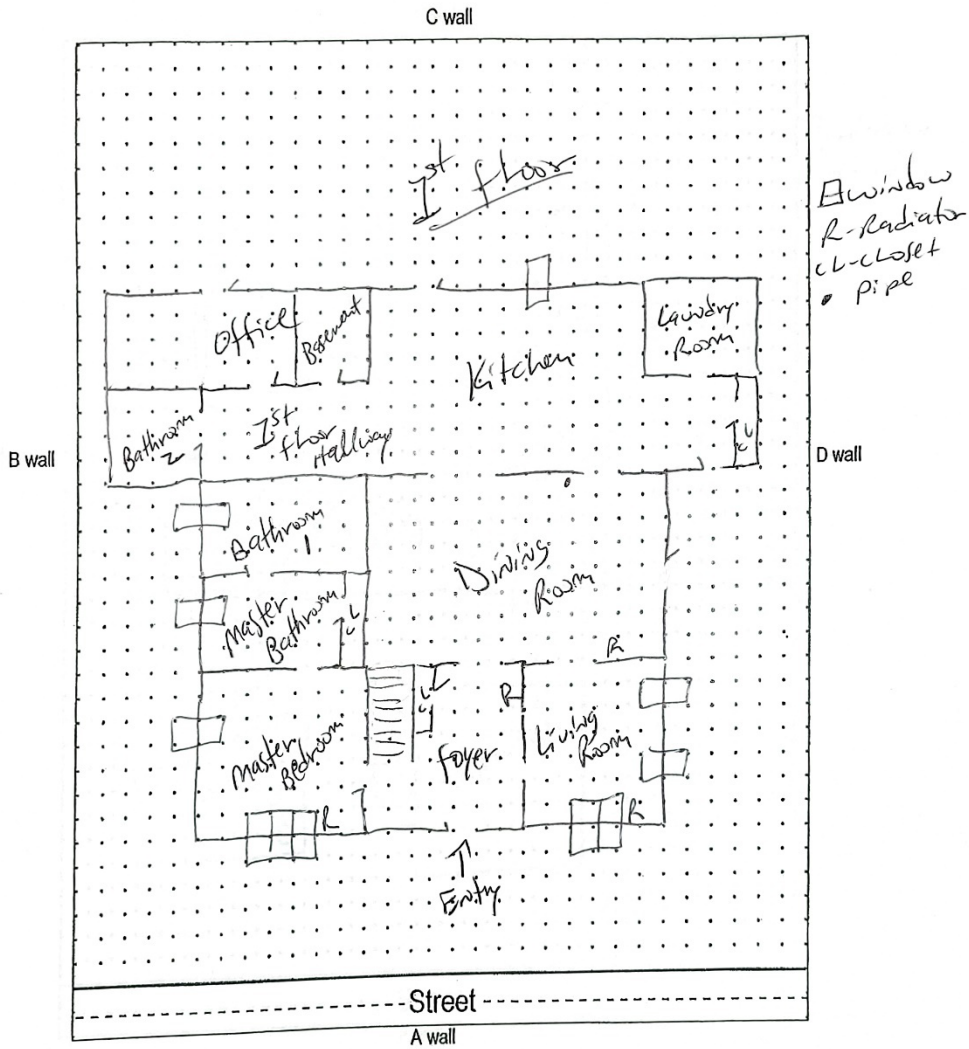 C wall
1st floor
window
R-Radiator
CL-closet
• Pipe
Office
Basement
Laundry
Room
Kitchen
1st
floor
Hallway
Bathroom
2
CL
B wall
D wall
Bathroom
1
Dining
Room
Master
Bathroom
CL
R
CL
R
Living
Room
Foyer
Master
Bedroom
R
R
Entry
Street
A wall